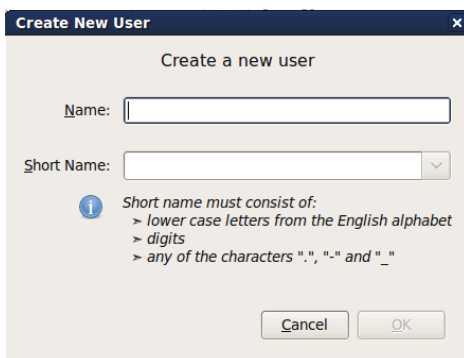 Create New User
Create a new user
Name:
Short Name:
Short name must consist of:
➣ lower case letters from the English alphabet
➣ digits
➣ any of the characters ".", "-" and "_"
Cancel OK